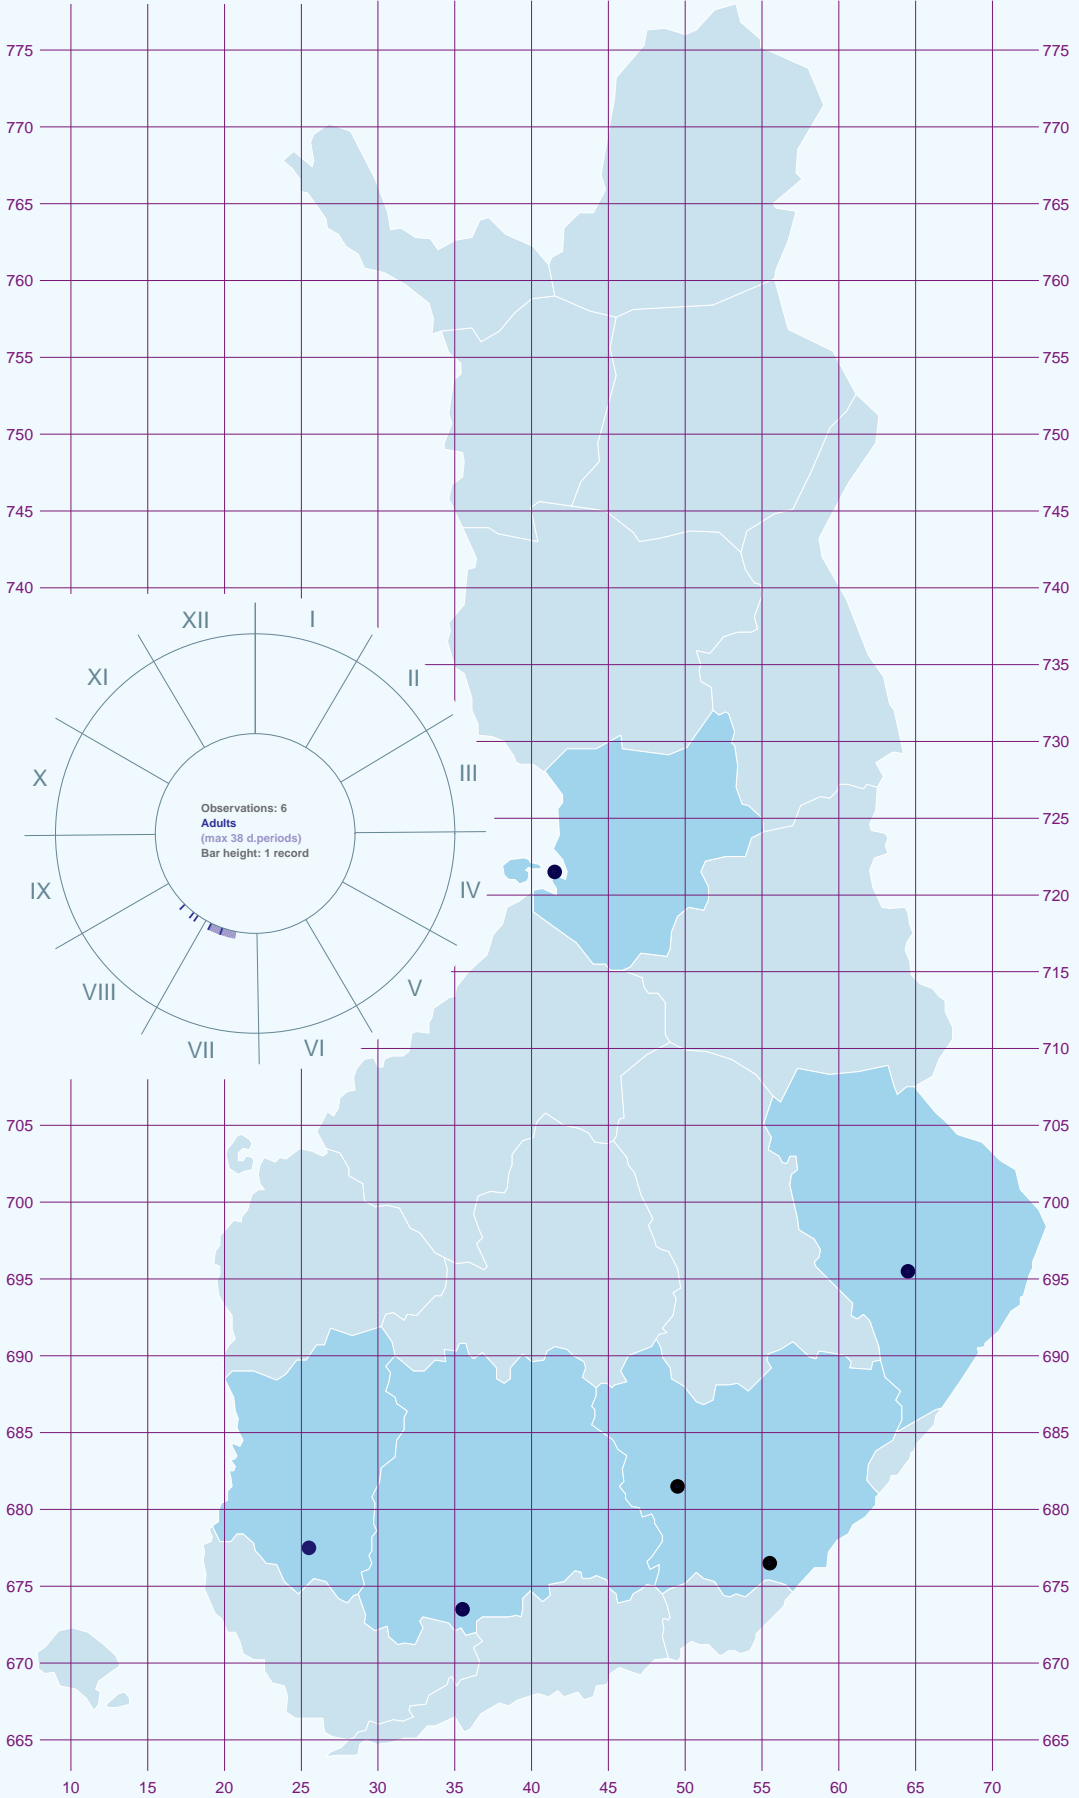 775 775
770 770
765 765
760 760
755 755
750 750
745 745
740 740
XII I
XI II
735 735
730 730
X III
Observations: 6
Adults
(max 38 d.periods)
Bar height: 1 record
725 725
IX IV
720 720
715 715
VIII V
VII VI
710 710
705 705
700 700
695 695
690 690
685 685
680 680
675 675
670 670
665 665
10 15 20 25 30 35 40 45 50 55 60 65 70